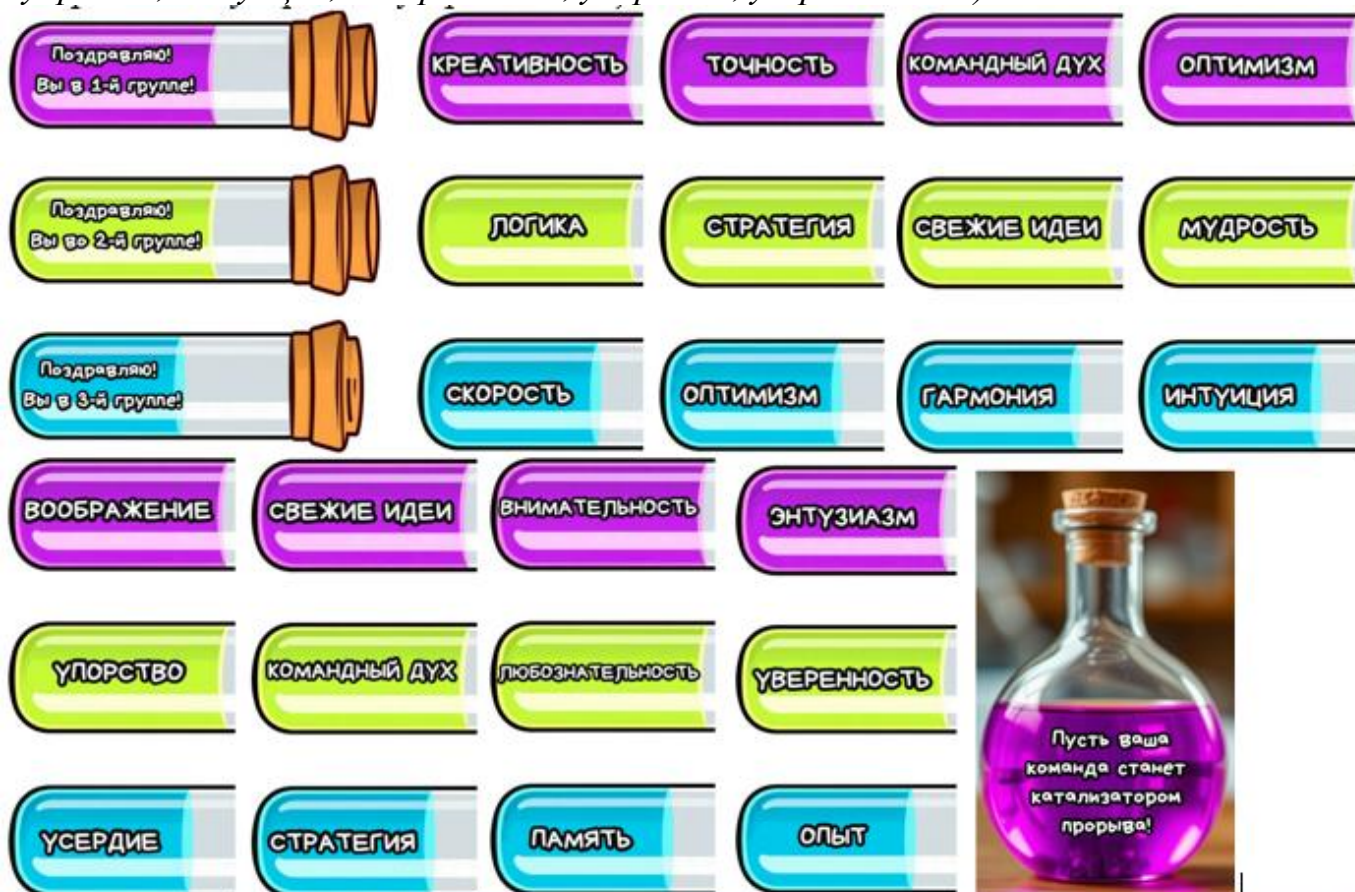 Поздравляю!
Вы в 1-й группе!
КРЕАТИВНОСТЬ
ТОЧНОСТЬ
КОМАНДНЫЙ ДУХ
ОПТИМИЗМ
Поздравляю!
Вы во 2-й группе!
ЛОГИКА
СТРАТЕГИЯ
СВЕЖИЕ ИДЕИ
МУДРОСТЬ
Поздравляю!
Вы в 3-й группе!
СКОРОСТЬ
ОПТИМИЗМ
ГАРМОНИЯ
ИНТУИЦИЯ
ВООБРАЖЕНИЕ
СВЕЖИЕ ИДЕИ
ВНИМАТЕЛЬНОСТЬ
ЭНТУЗИАЗМ
УПОРСТВО
КОМАНДНЫЙ ДУХ
ЛЮБОЗНАТЕЛЬНОСТЬ
УВЕРЕННОСТЬ
Пусть ваша
команда станет
катализатором
прорыва!
УСЕРДИЕ
СТРАТЕГИЯ
ПАМЯТЬ
ОПЫТ